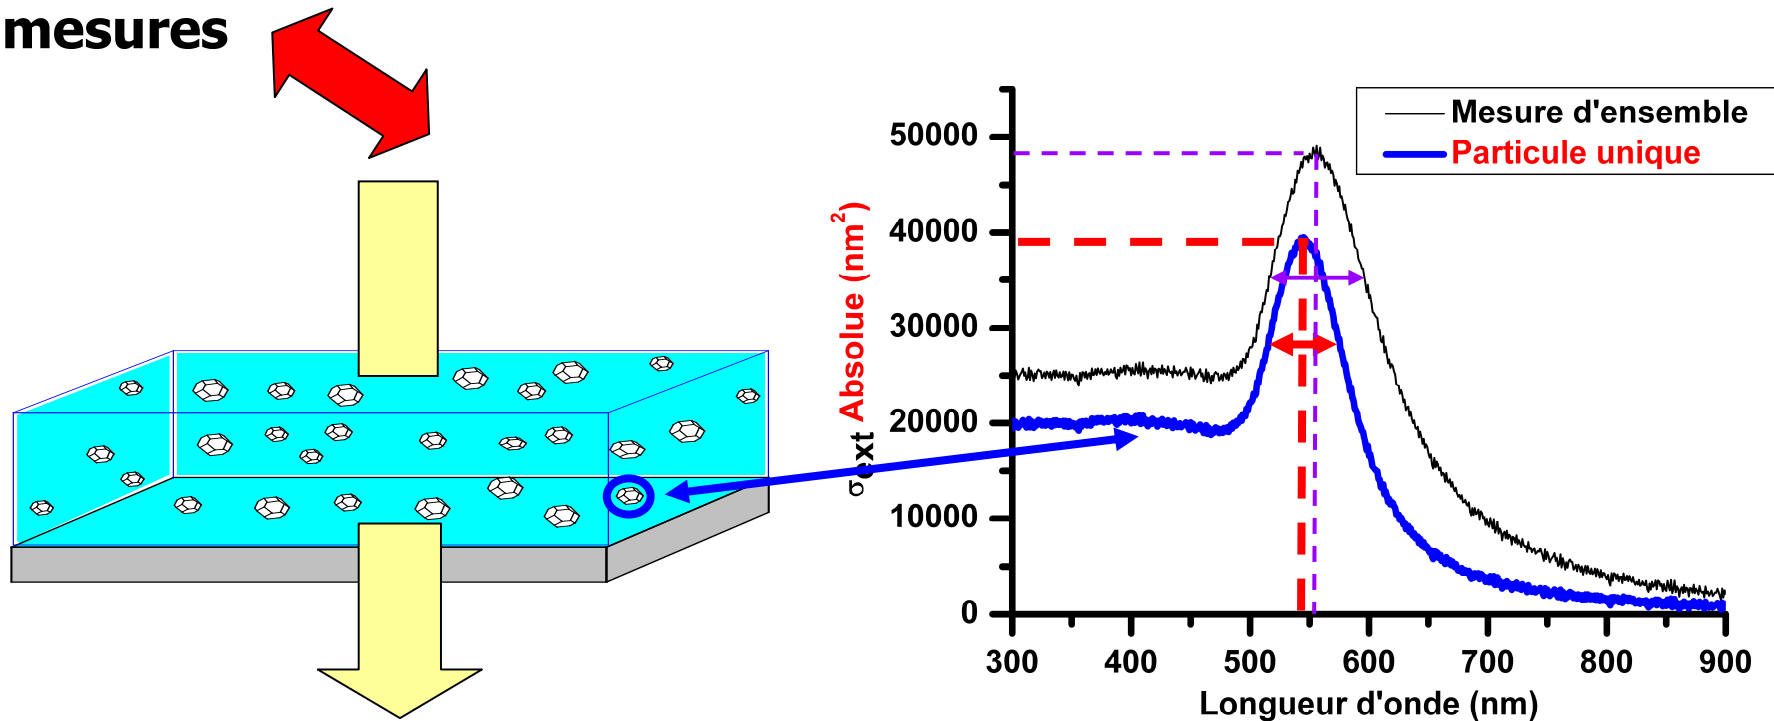 mesures
Mesure d'ensemble
Particule unique
σext Absolue (nm²)
50000
40000
30000
20000
10000
0
300 400 500 600 700 800 900
Longueur d'onde (nm)